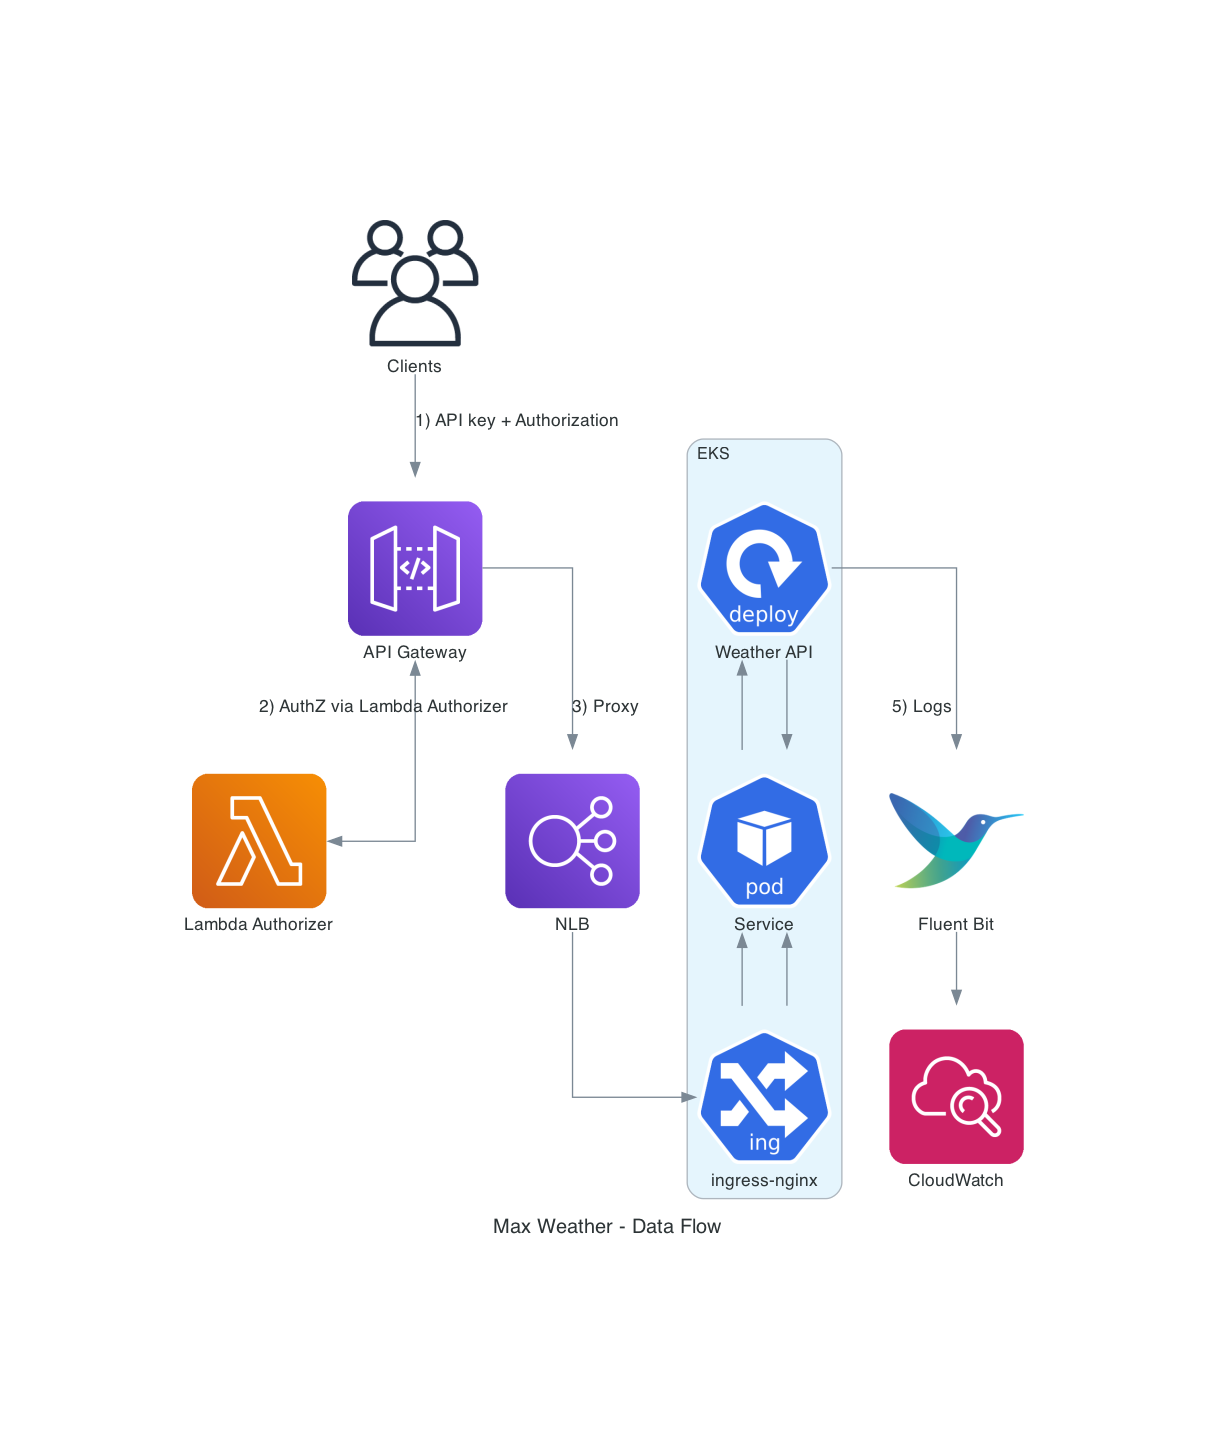 Clients
1) API key + Authorization
EKS
deploy
API Gateway
Weather API
2) AuthZ via Lambda Authorizer
3) Proxy
5) Logs
pod
Lambda Authorizer
NLB
Service
Fluent Bit
ing
ingress-nginx
CloudWatch
Max Weather - Data Flow